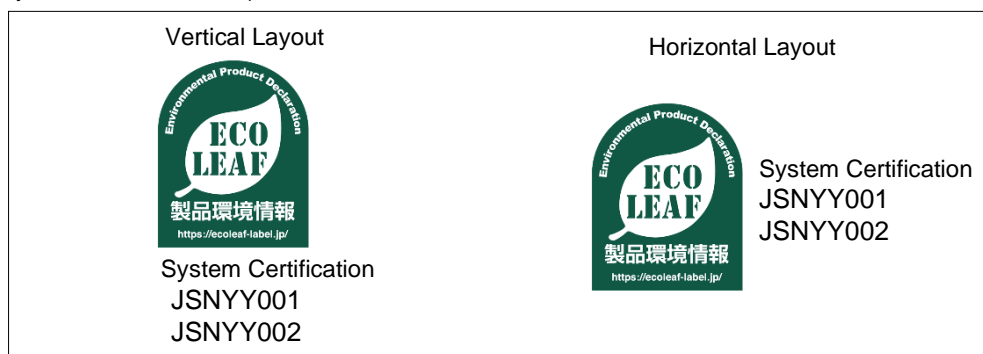 Vertical Layout
Environmental Product Declaration
ECO
LEAF
製品環境情報
https://ecoleaf-label.jp/
System Certification
JSNYY001
JSNYY002
Horizontal Layout
Environmental Product Declaration
ECO
LEAF
製品環境情報
https://ecoleaf-label.jp/
System Certification
JSNYY001
JSNYY002